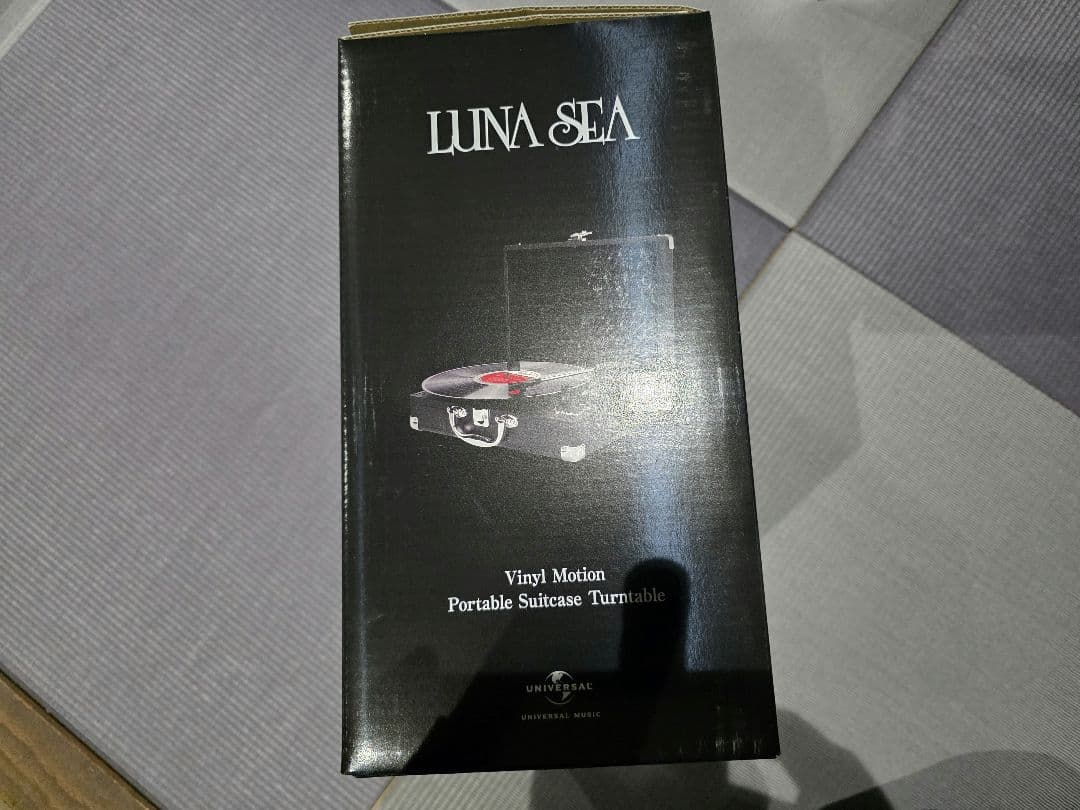 LUNA SEA
Vinyl Motion
Portable Suitcase Turntable
UNIVERSAL
UNIVERSAL MUSIC